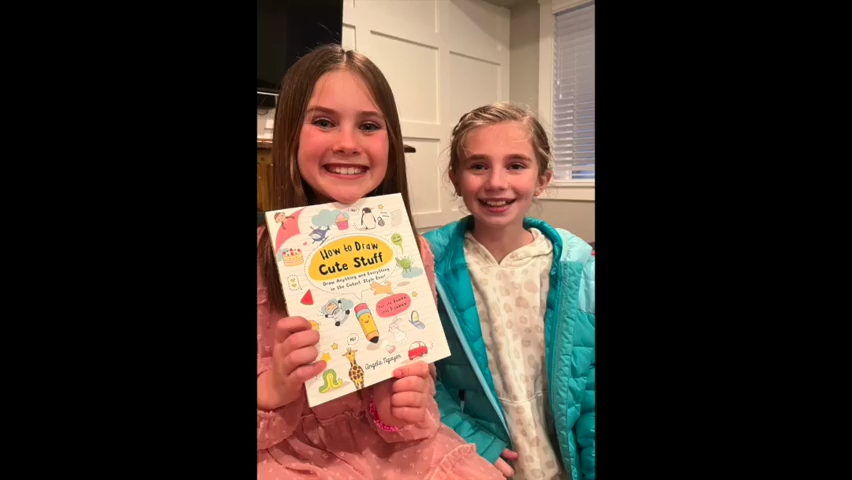 How to Draw
Cute Stuff
Draw Anything and Everything
in the Cutest Style Ever!
Angela Nguyen